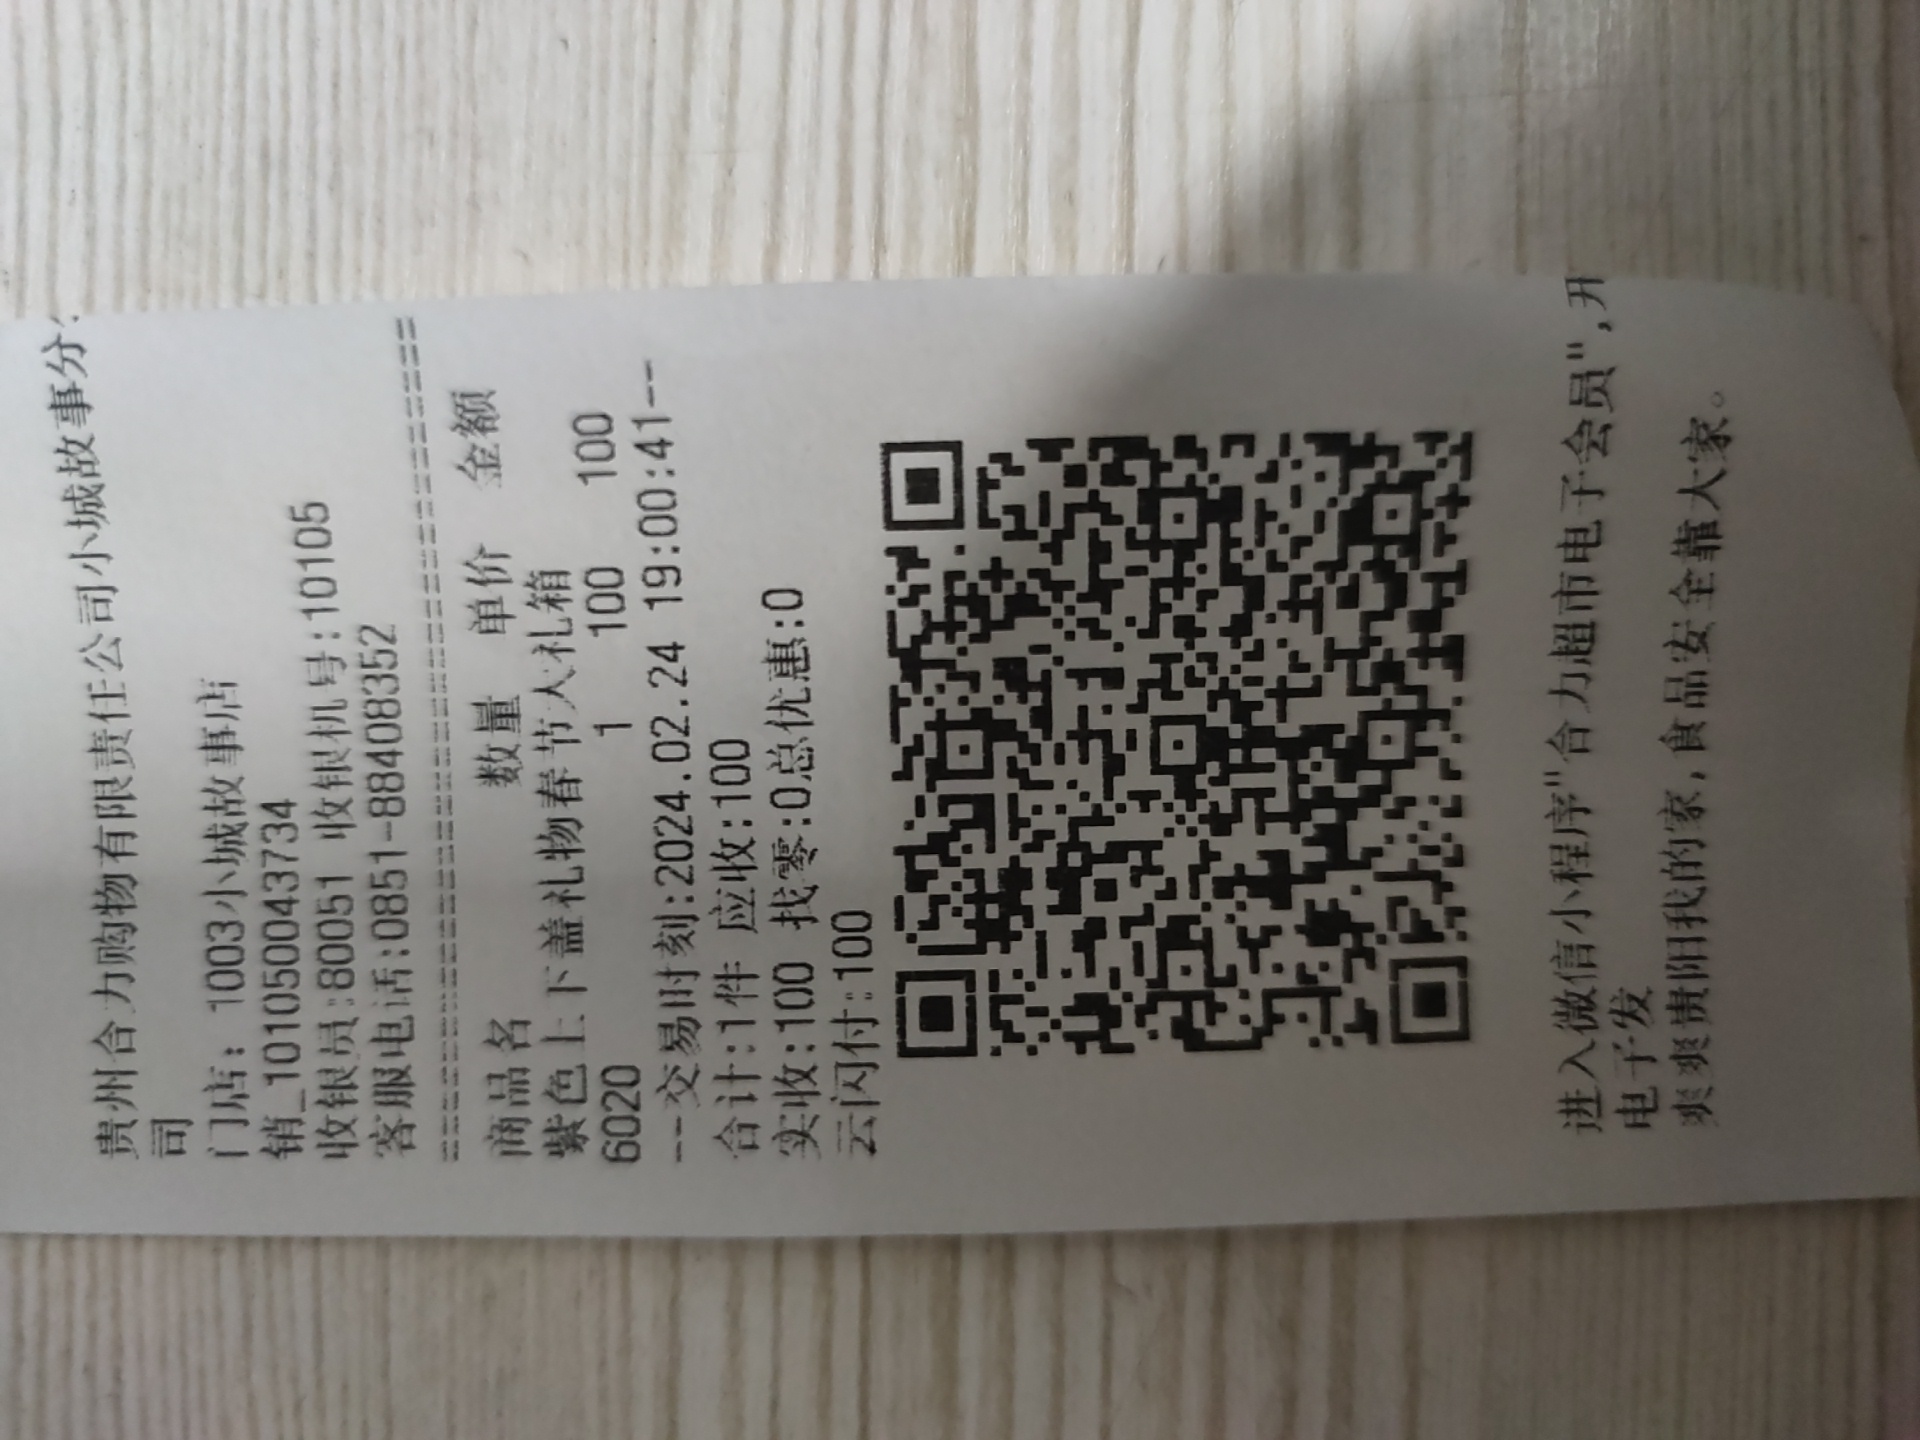 贵州合力购物有限责任公司小城故事分
司
门店: 1003小城故事店
销_101050043734
收银员:80051 收银机号:10105
客服电话:0851-88408352
================================
商品名 数量 单价 金额
紫色上下盖礼物春节大礼箱
6020 1 100 100
--交易时刻:2024.02.24 19:00:41--
合计:1件 应收:100
实收:100 找零:0总优惠:0
云闪付:100
进入微信小程序"合力超市电子会员",开
电子发
爽爽贵阳我的家,食品安全靠大家。